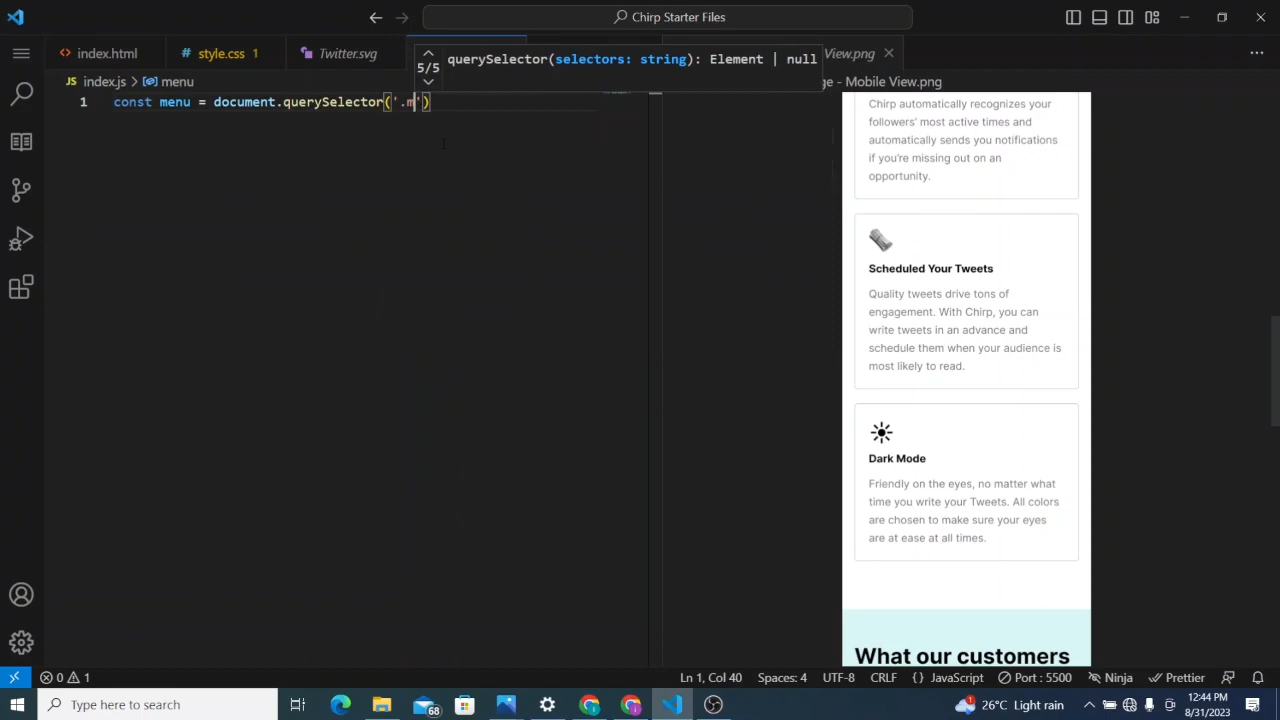 Chirp Starter Files
index.html
style.css 1
Twitter.svg
View.png
5/5
querySelector(selectors: string): Element | null
JS index.js > menu
ge - Mobile View.png
1 const menu = document.querySelector('.m')
Chirp automatically recognizes your
followers' most active times and
automatically sends you notifications
if you're missing out on an
opportunity.
Scheduled Your Tweets
Quality tweets drive tons of
engagement. With Chirp, you can
write tweets in an advance and
schedule them when your audience is
most likely to read.
Dark Mode
Friendly on the eyes, no matter what
time you write your Tweets. All colors
are chosen to make sure your eyes
are at ease at all times.
What our customers
0 1 Ln 1, Col 40 Spaces: 4 UTF-8 CRLF {} JavaScript Port : 5500 Ninja Prettier
Type here to search
68
1
26°C Light rain
12:44 PM
8/31/2023